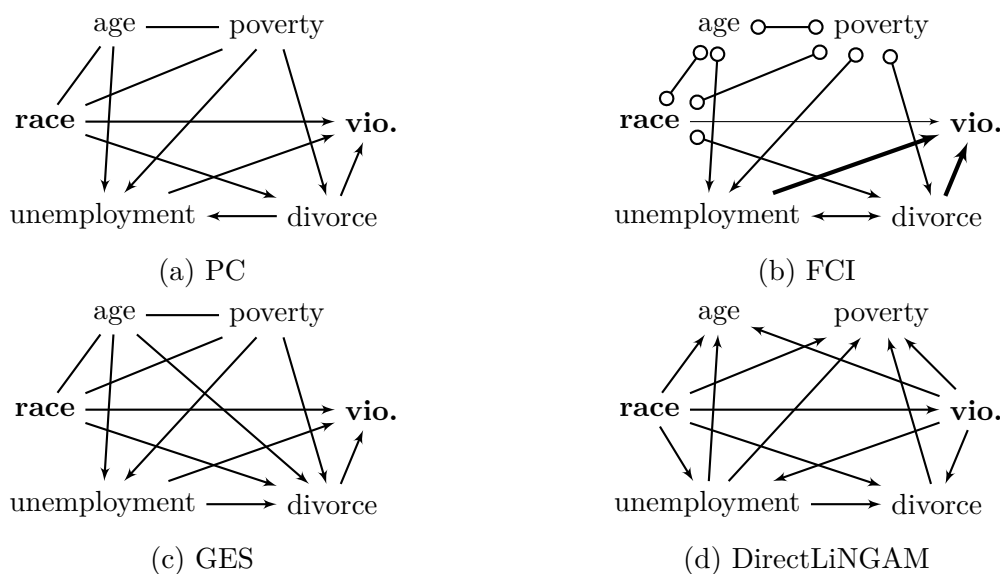 age poverty
race vio.
unemployment divorce
(a) PC
age poverty
race vio.
unemployment divorce
(b) FCI
age poverty
race vio.
unemployment divorce
(c) GES
age poverty
race vio.
unemployment divorce
(d) DirectLiNGAM